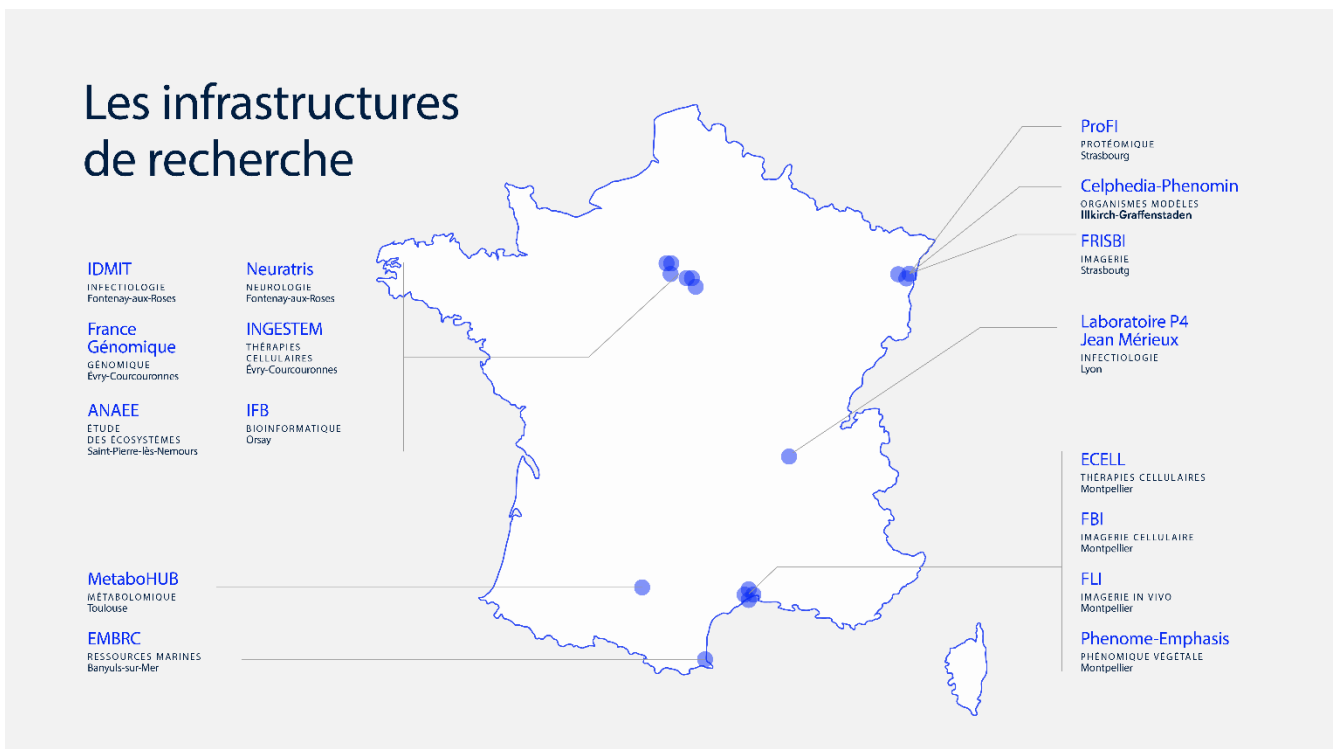 Les infrastructures
de recherche
IDMIT
INFECTIOLOGIE
Fontenay-aux-Roses
Neuratris
NEUROLOGIE
Fontenay-aux-Roses
France
Génomique
GÉNOMIQUE
Évry-Courcouronnes
INGESTEM
THÉRAPIES
CELLULAIRES
Évry-Courcouronnes
ANAEE
ÉTUDE
DES ÉCOSYSTÈMES
Saint-Pierre-lès-Nemours
IFB
BIOINFORMATIQUE
Orsay
MetaboHUB
MÉTABOLOMIQUE
Toulouse
EMBRC
RESSOURCES MARINES
Banyuls-sur-Mer
ProFI
PROTÉOMIQUE
Strasbourg
Celphedia-Phenomin
ORGANISMES MODÈLES
Illkirch-Graffenstaden
FRISBI
IMAGERIE
Strasboutg
Laboratoire P4
Jean Mérieux
INFECTIOLOGIE
Lyon
ECELL
THÉRAPIES CELLULAIRES
Montpellier
FBI
IMAGERIE CELLULAIRE
Montpellier
FLI
IMAGERIE IN VIVO
Montpellier
Phenome-Emphasis
PHÉNOMIQUE VÉGÉTALE
Montpellier